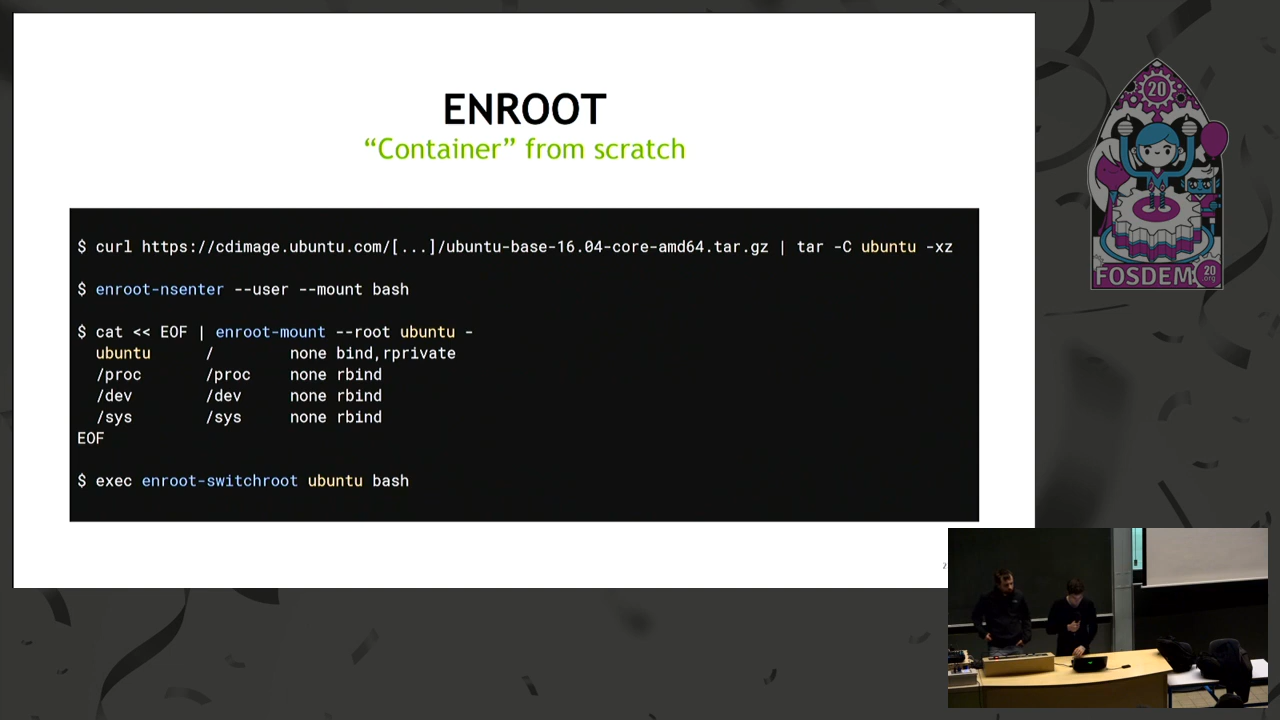 ENROOT
“Container” from scratch
$ curl https://cdimage.ubuntu.com/[...]/ubuntu-base-16.04-core-amd64.tar.gz | tar -C ubuntu -xz
$ enroot-nsenter --user --mount bash
$ cat << EOF | enroot-mount --root ubuntu -
ubuntu / none bind,rprivate
/proc /proc none rbind
/dev /dev none rbind
/sys /sys none rbind
EOF
$ exec enroot-switchroot ubuntu bash
20
FOSDEM
20
.org